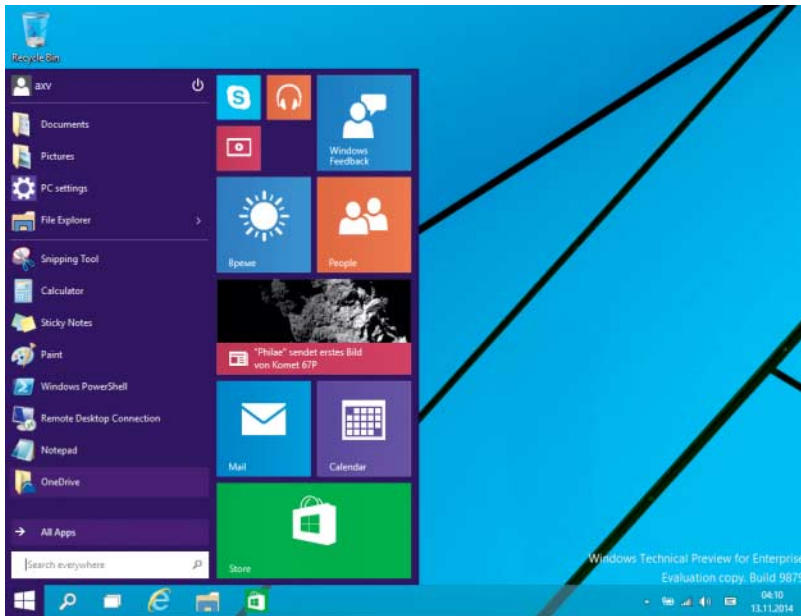 Recycle Bin
axv
Documents
Pictures
PC settings
File Explorer
Snipping Tool
Calculator
Sticky Notes
Paint
Windows PowerShell
Remote Desktop Connection
Notepad
OneDrive
All Apps
Search everywhere
Windows
Feedback
Време
People
"Philae" sendet erstes Bild
von Komet 67P
Mail
Calendar
Store
Windows Technical Preview for Enterprise
Evaluation copy. Build 9879
04:10
13.11.2014